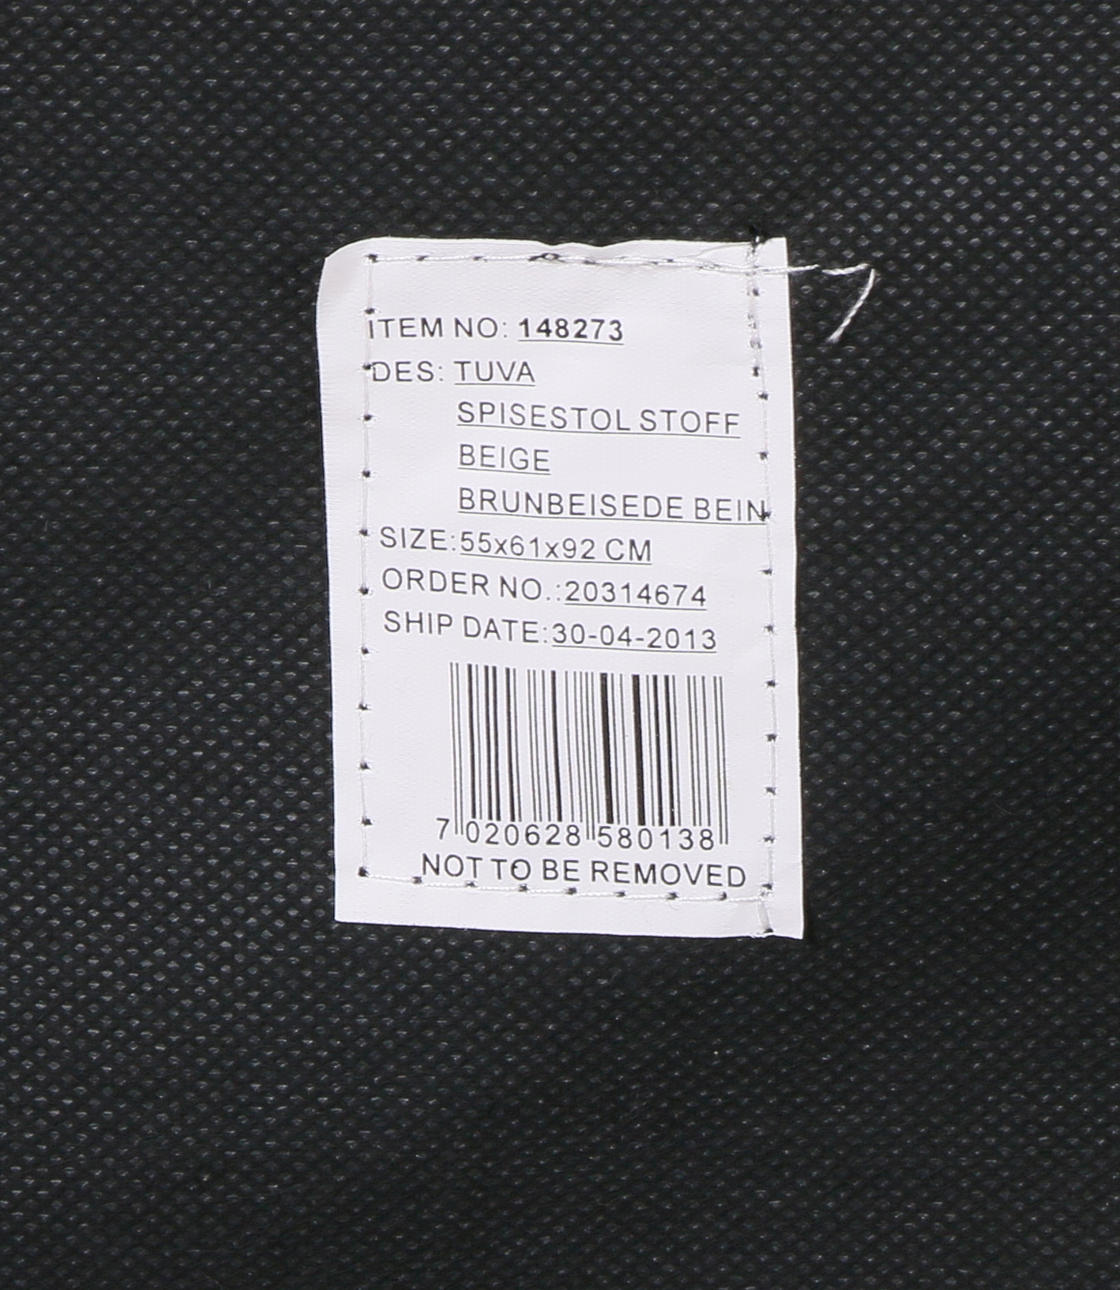 ITEM NO: 148273
DES: TUVA
SPISESTOL STOFF
BEIGE
BRUNBEISEDE BEIN
SIZE:55x61x92 CM
ORDER NO.:20314674
SHIP DATE:30-04-2013
7 020628 580138
NOT TO BE REMOVED